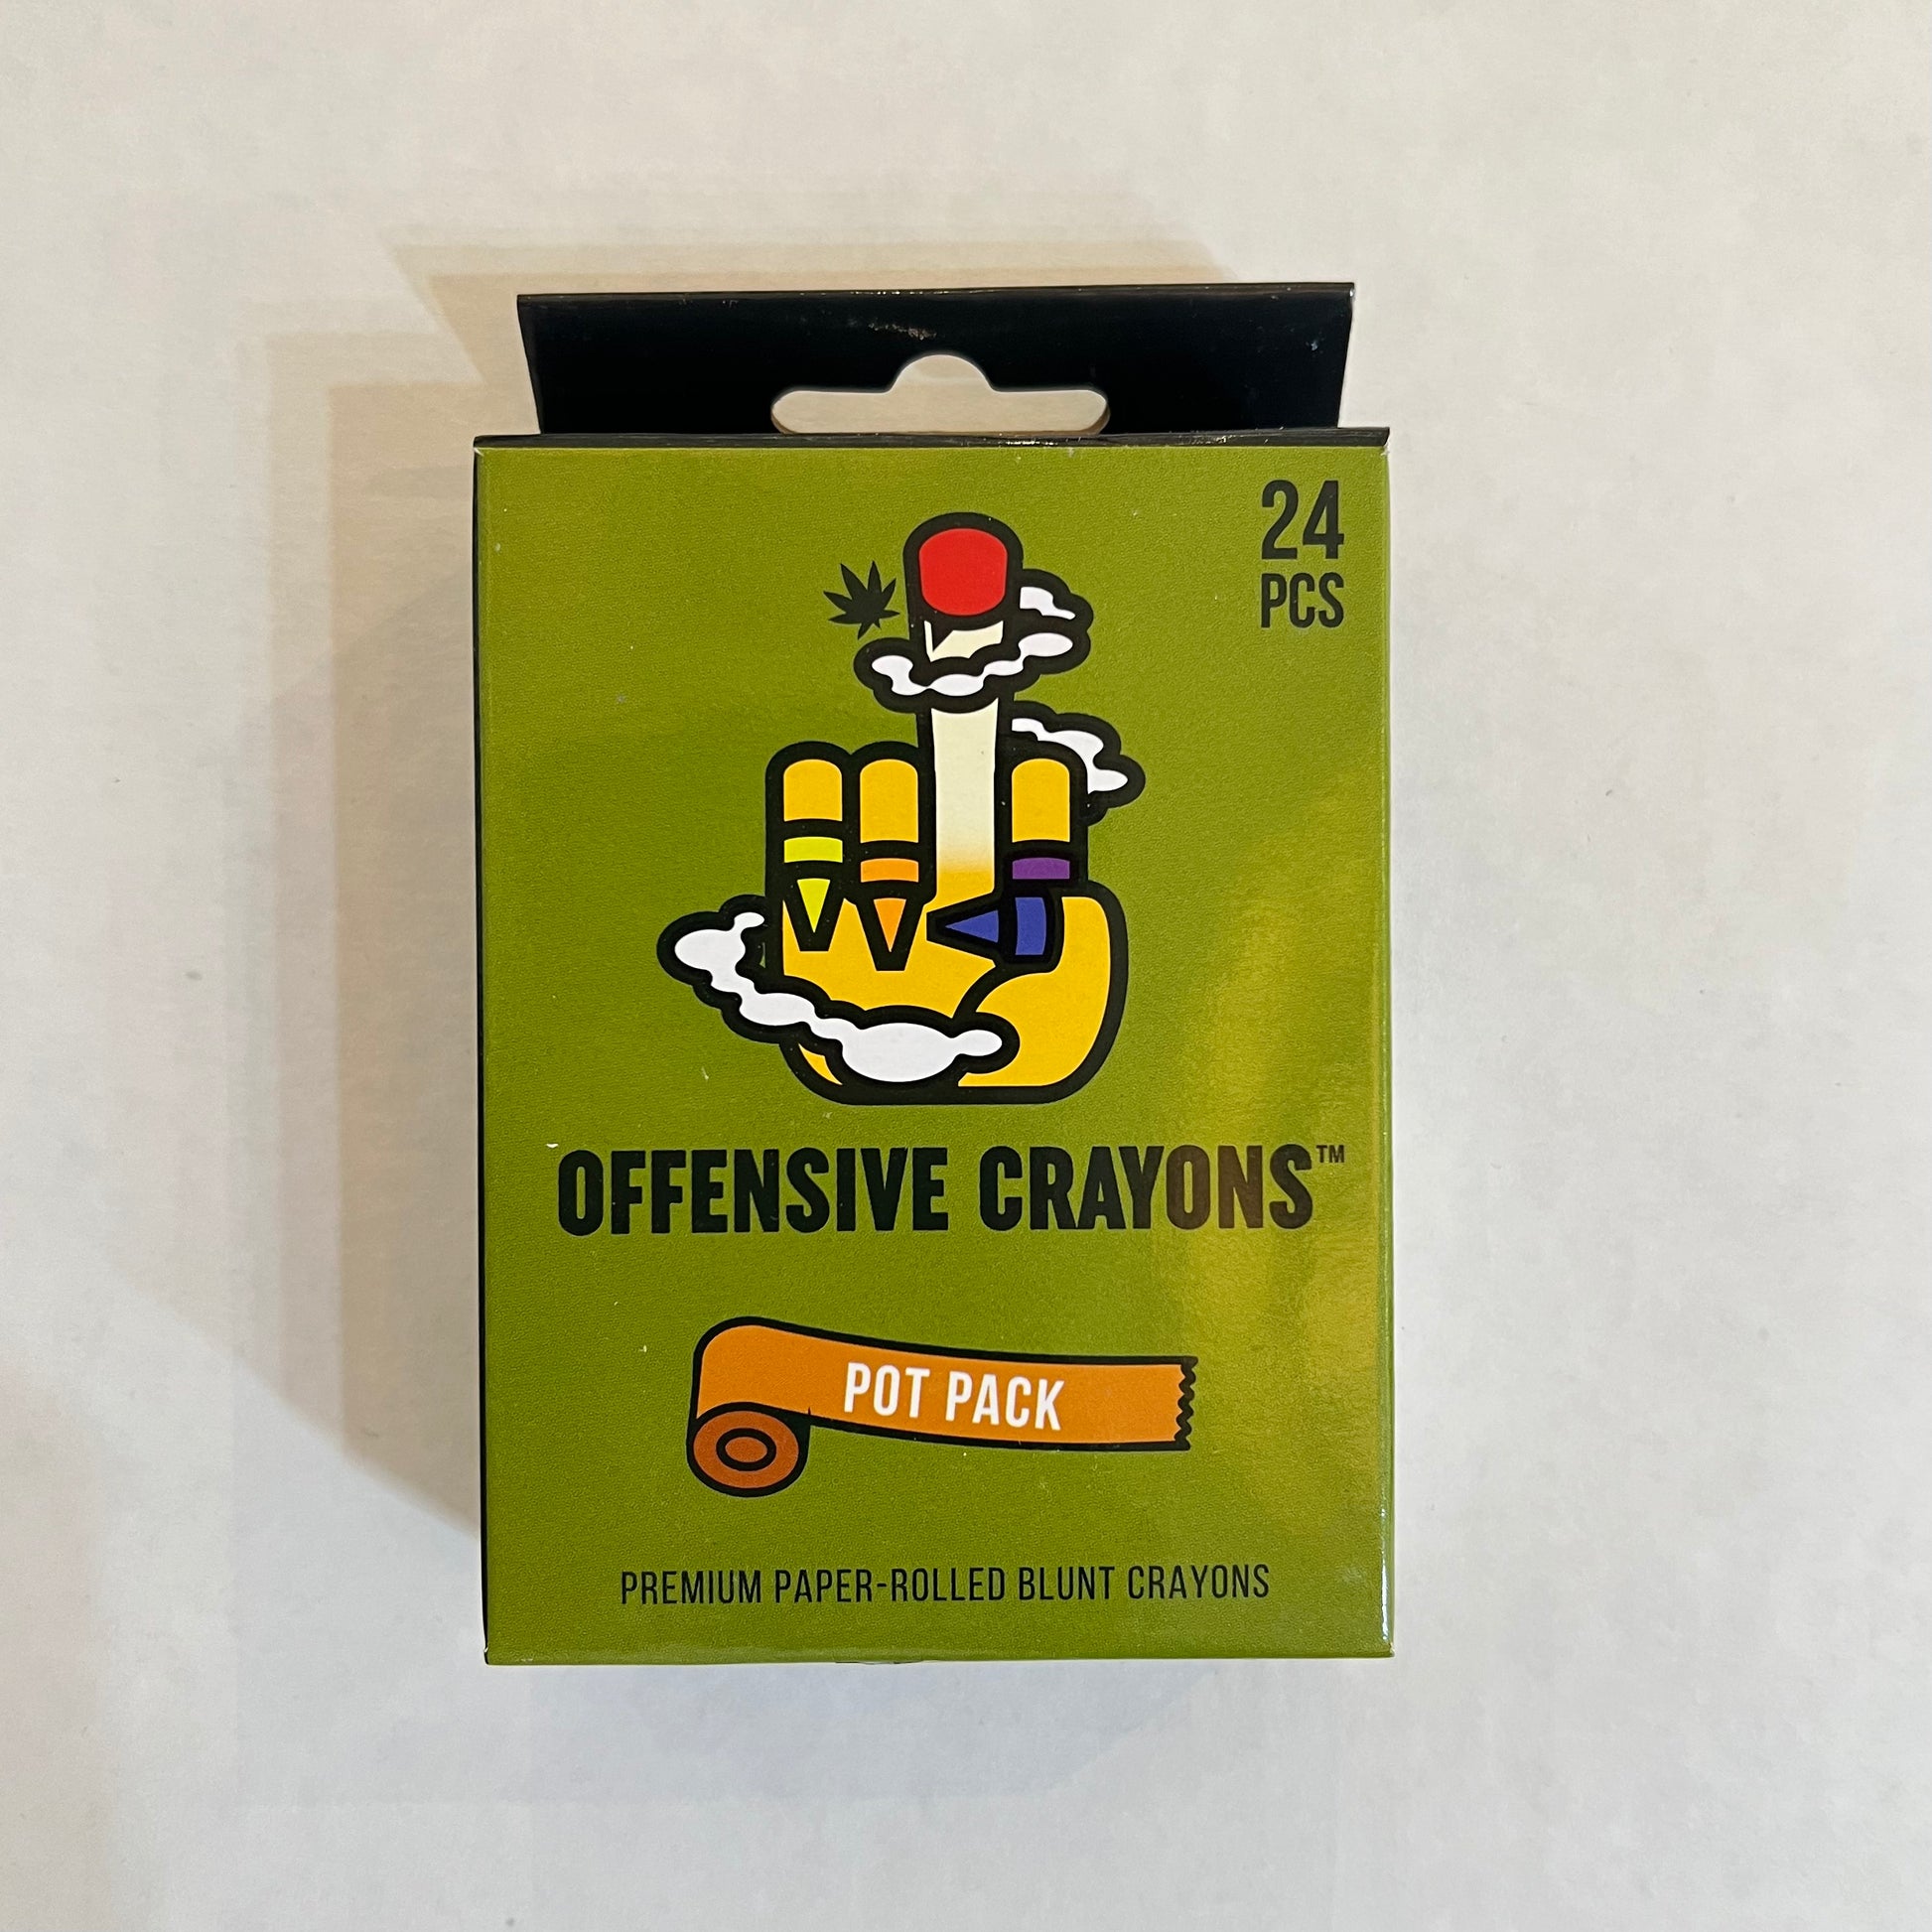 24
PCS
OFFENSIVE CRAYONS™
POT PACK
PREMIUM PAPER-ROLLED BLUNT CRAYONS